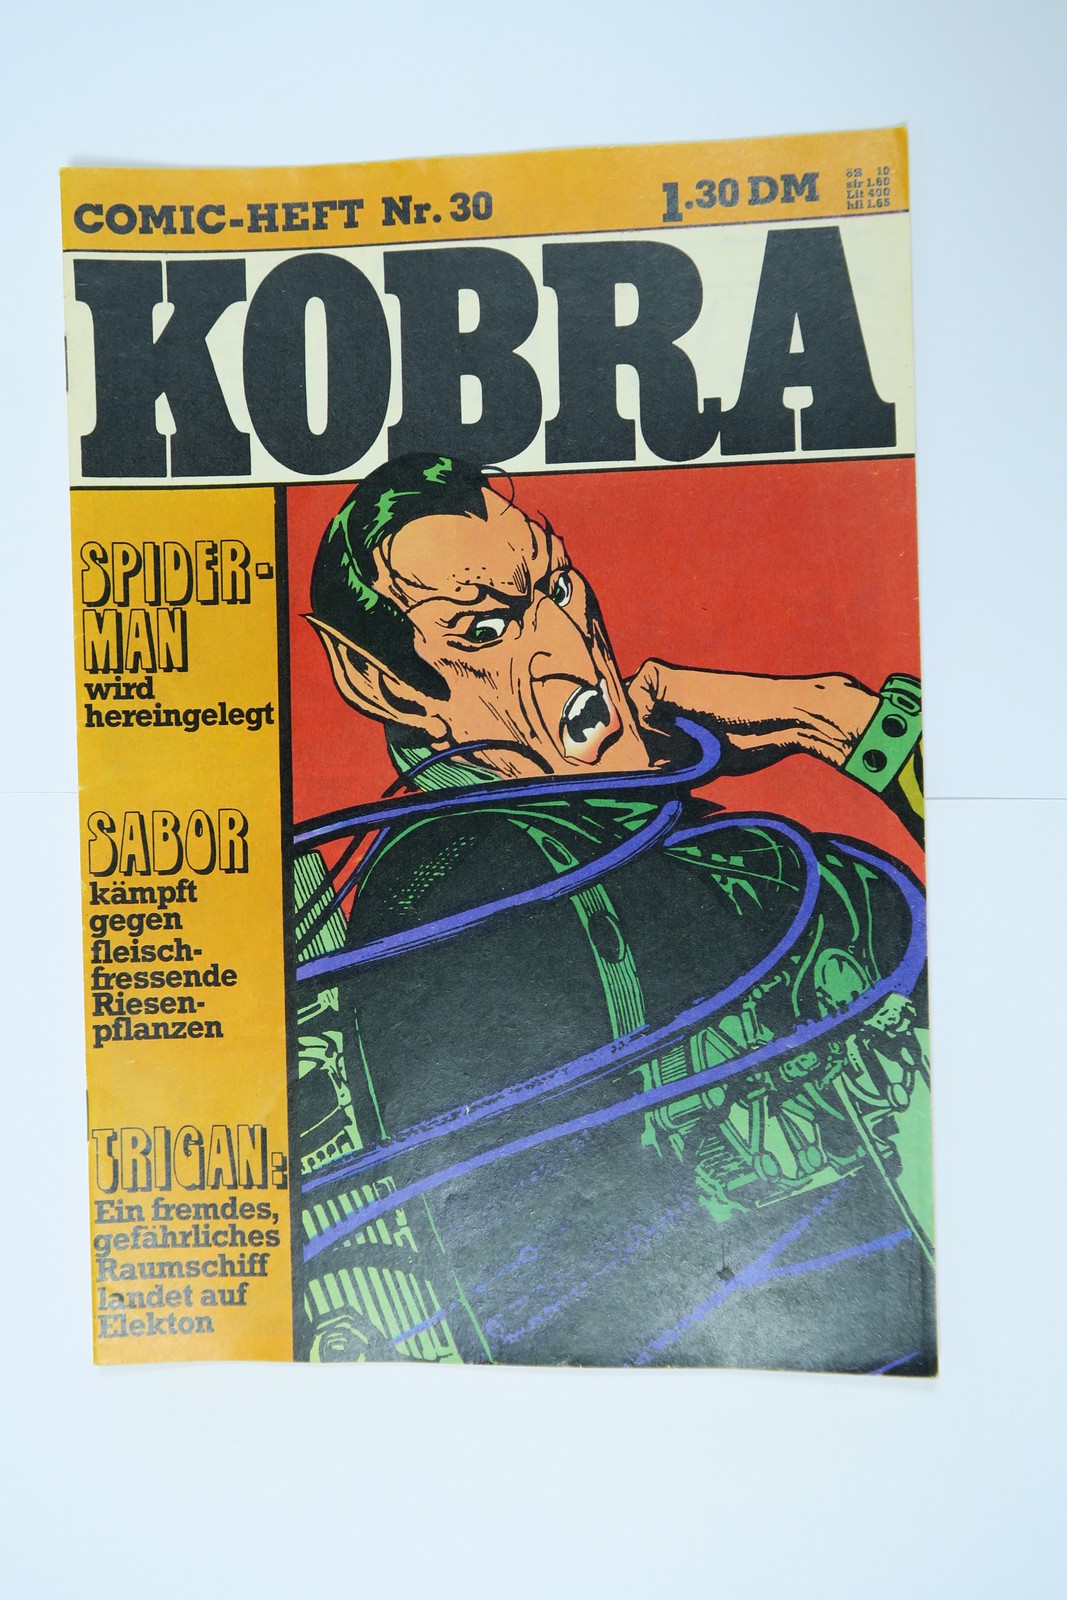 COMIC-HEFT Nr. 30
1.30 DM
öS 10
sfr 1.60
Lit 400
hfl 1.65
KOBRA
SPIDER-
MAN
wird
hereingelegt
SABOR
kämpft
gegen
fleisch-
fressende
Riesen-
pflanzen
TRIGAN:
Ein fremdes,
gefährliches
Raumschiff
landet auf
Elekton